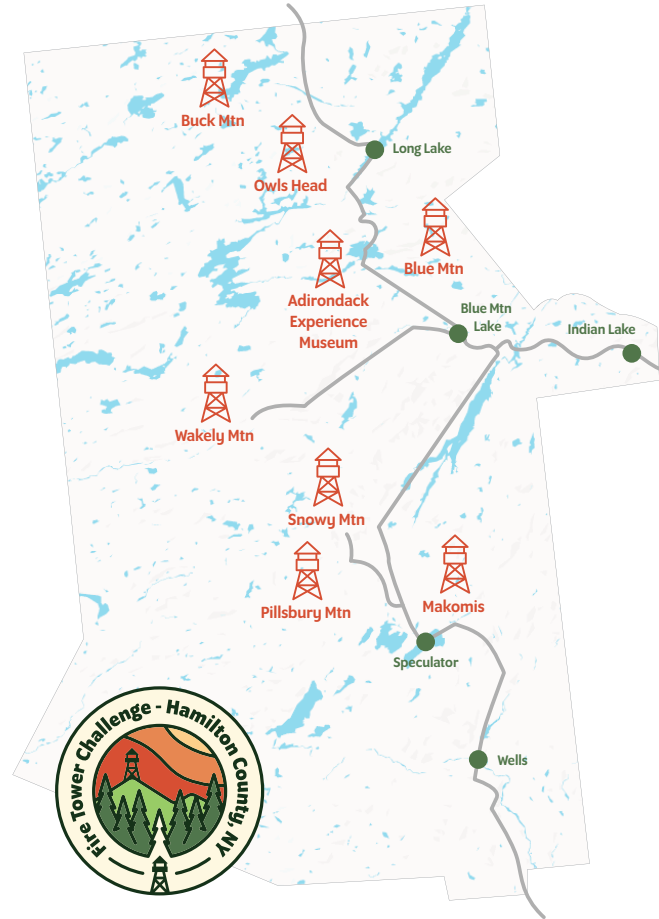 Buck Mtn
Long Lake
Owls Head
Blue Mtn
Adirondack
Experience
Museum
Blue Mtn
Lake
Indian Lake
Wakely Mtn
Snowy Mtn
Pillsbury Mtn
Makomis
Speculator
Fire Tower Challenge - Hamilton County, NY
Wells